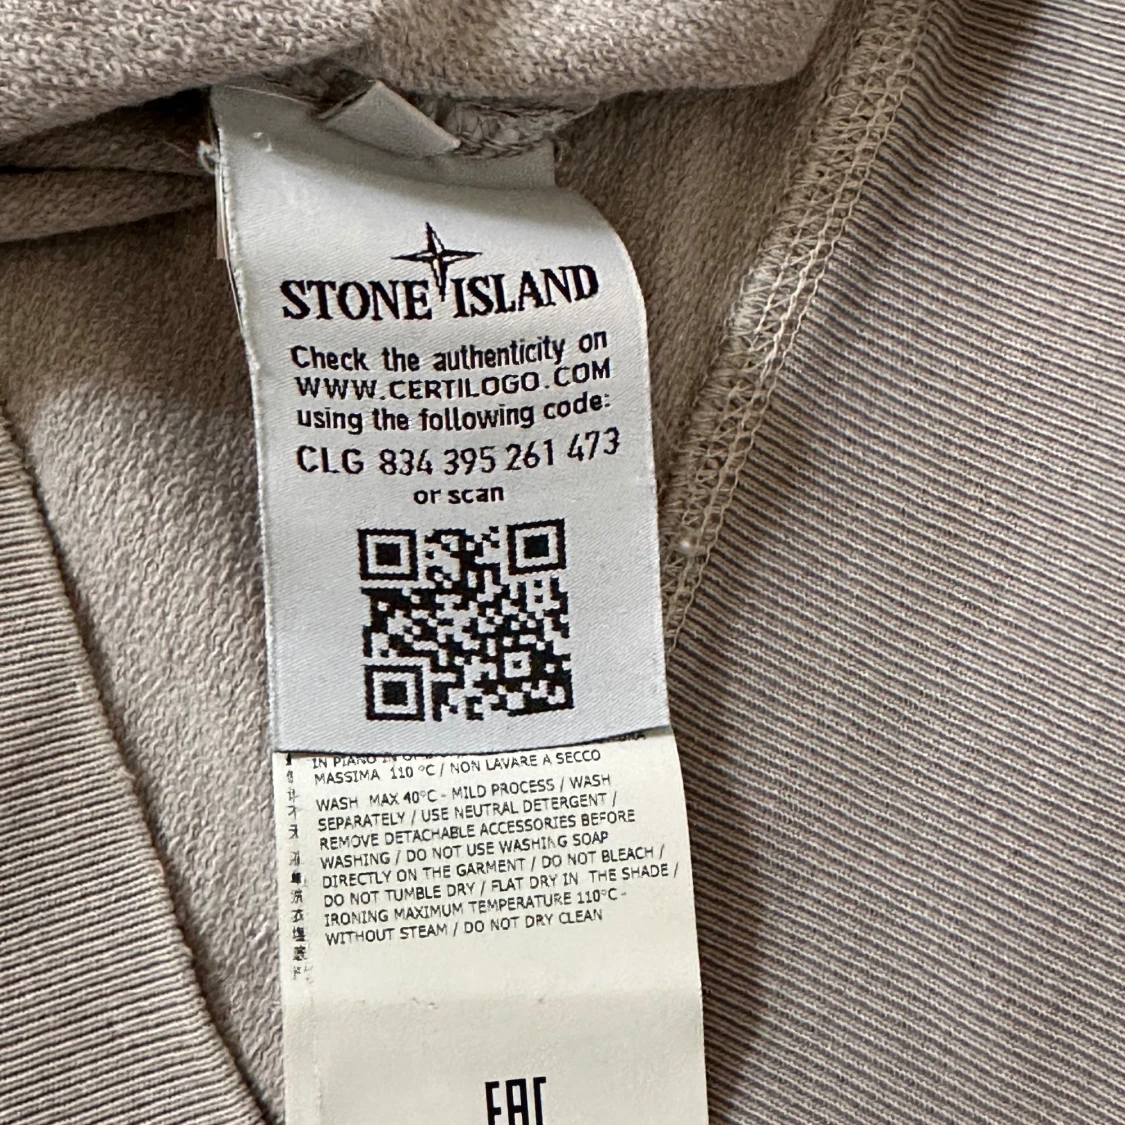 STONE ISLAND
Check the authenticity on
WWW.CERTILOGO.COM
using the following code:
CLG 834 395 261 473
or scan
IN PIANO IN
MASSIMA 110 °C / NON LAVARE A SECCO
WASH MAX 40°C - MILD PROCESS / WASH
SEPARATELY / USE NEUTRAL DETERGENT /
REMOVE DETACHABLE ACCESSORIES BEFORE
WASHING / DO NOT USE WASHING SOAP
DIRECTLY ON THE GARMENT / DO NOT BLEACH /
DO NOT TUMBLE DRY / FLAT DRY IN THE SHADE /
IRONING MAXIMUM TEMPERATURE 110°C -
WITHOUT STEAM / DO NOT DRY CLEAN
EAC